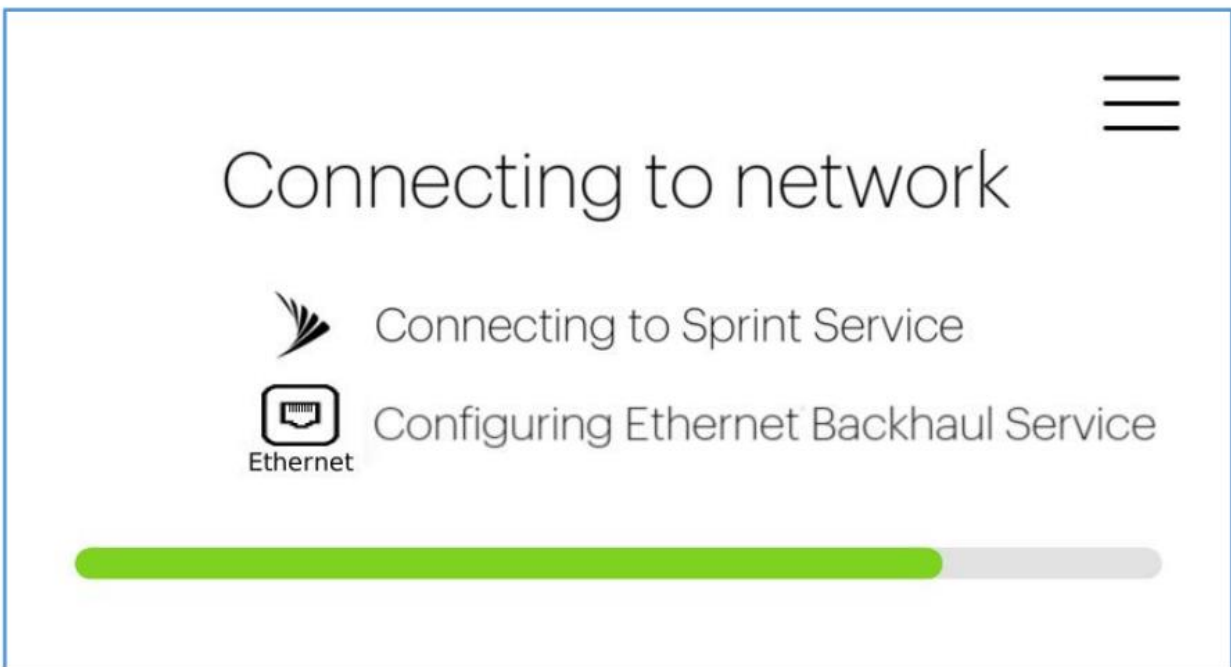 Connecting to network
Connecting to Sprint Service
Configuring Ethernet Backhaul Service
Ethernet